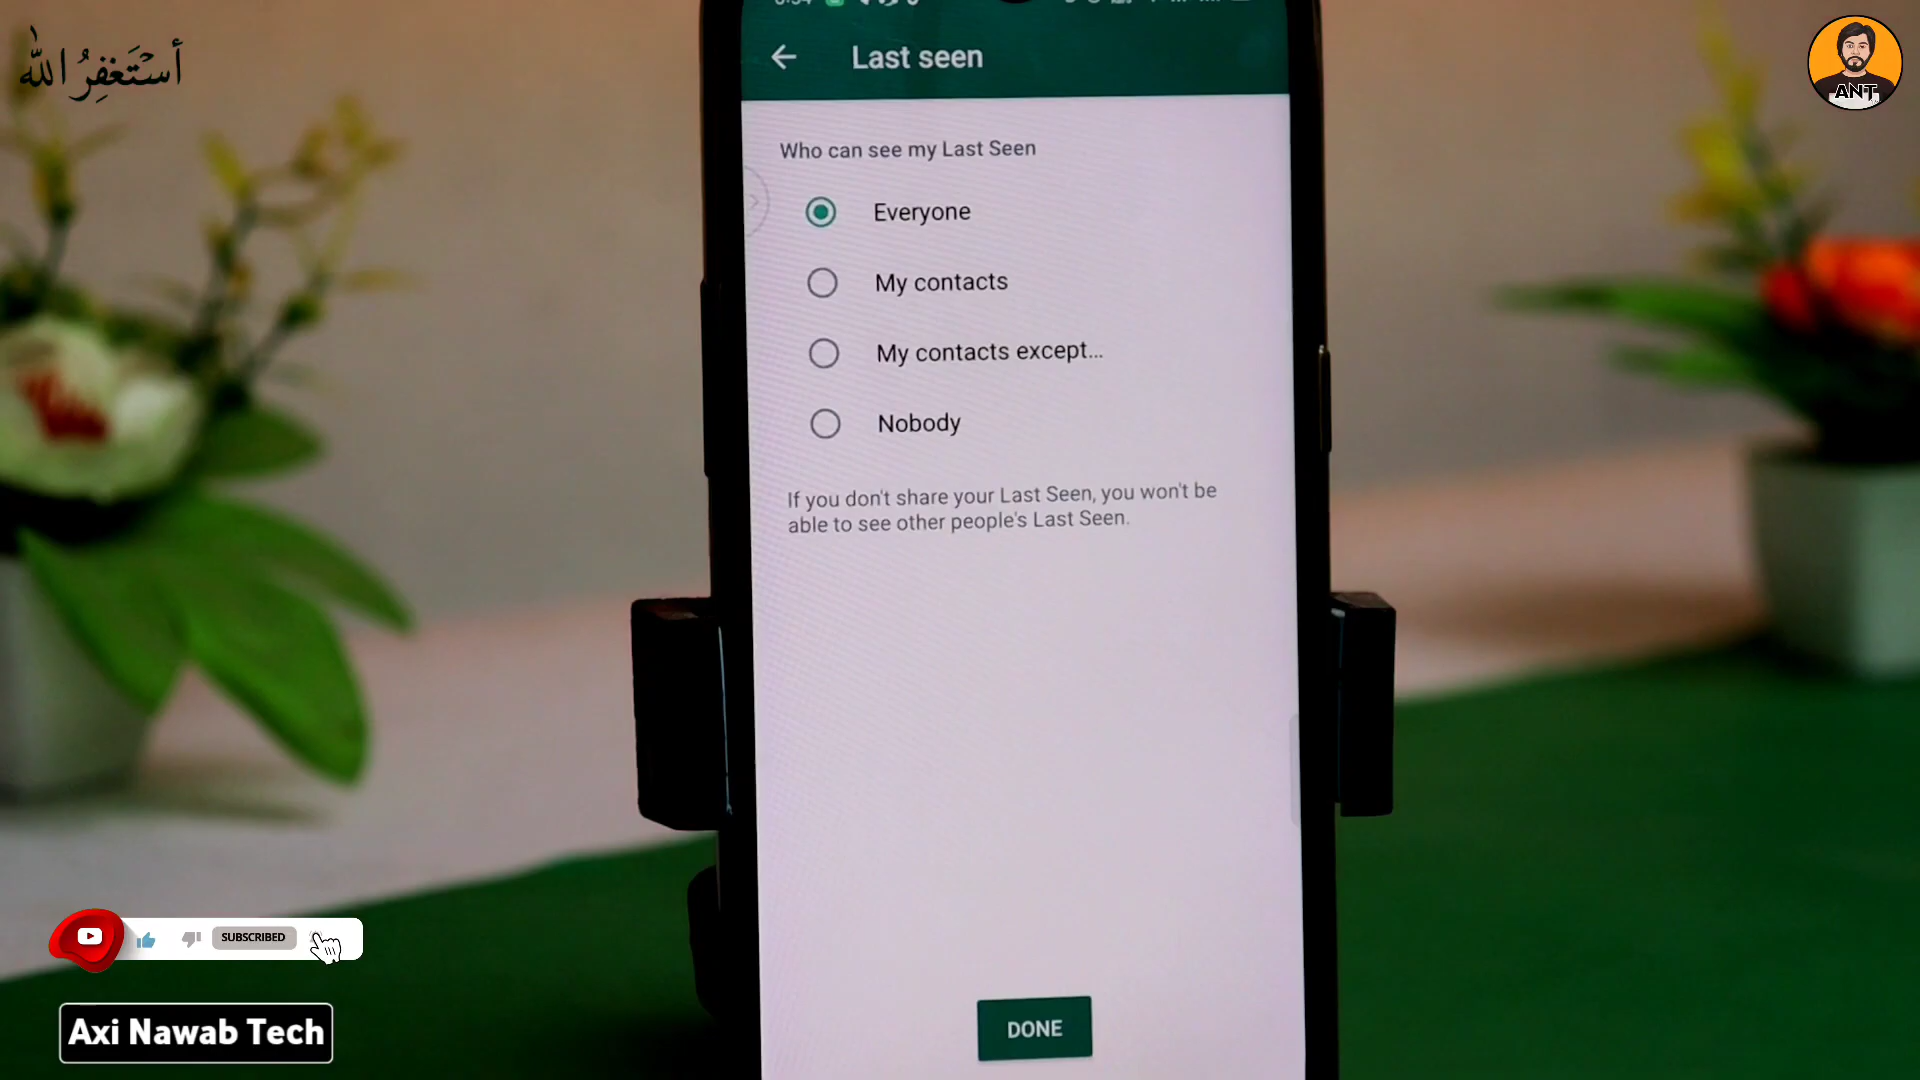 أستغفر الله
ANT
Last seen
Who can see my Last Seen
Everyone
My contacts
My contacts except...
Nobody
If you don't share your Last Seen, you won't be
able to see other people's Last Seen.
DONE
SUBSCRIBED
Axi Nawab Tech